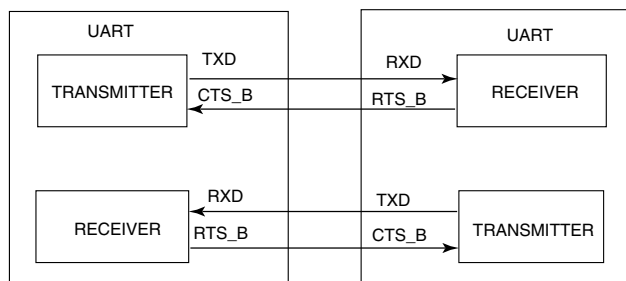 UART
UART
TXD
RXD
TRANSMITTER
CTS_B
RTS_B
RECEIVER
RXD
TXD
RECEIVER
RTS_B
CTS_B
TRANSMITTER